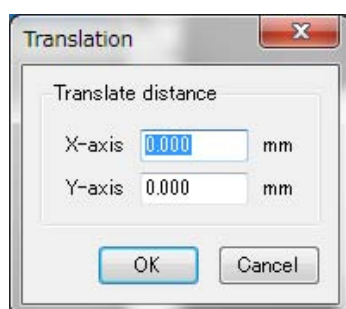 Translation
Translate distance
X-axis 0.000 mm
Y-axis 0.000 mm
OK Cancel